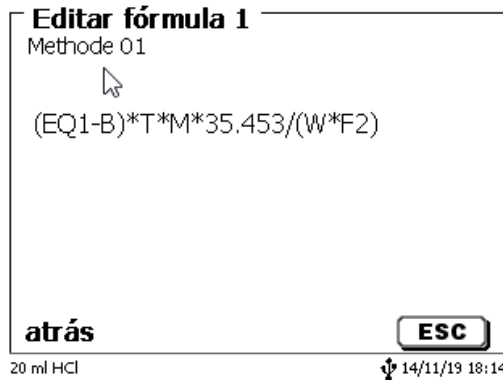 Editar fórmula 1
Methode 01
(EQ1-B)*T*M*35.453/(W*F2)
atrás
ESC
20 ml HCl
14/11/19 18:14